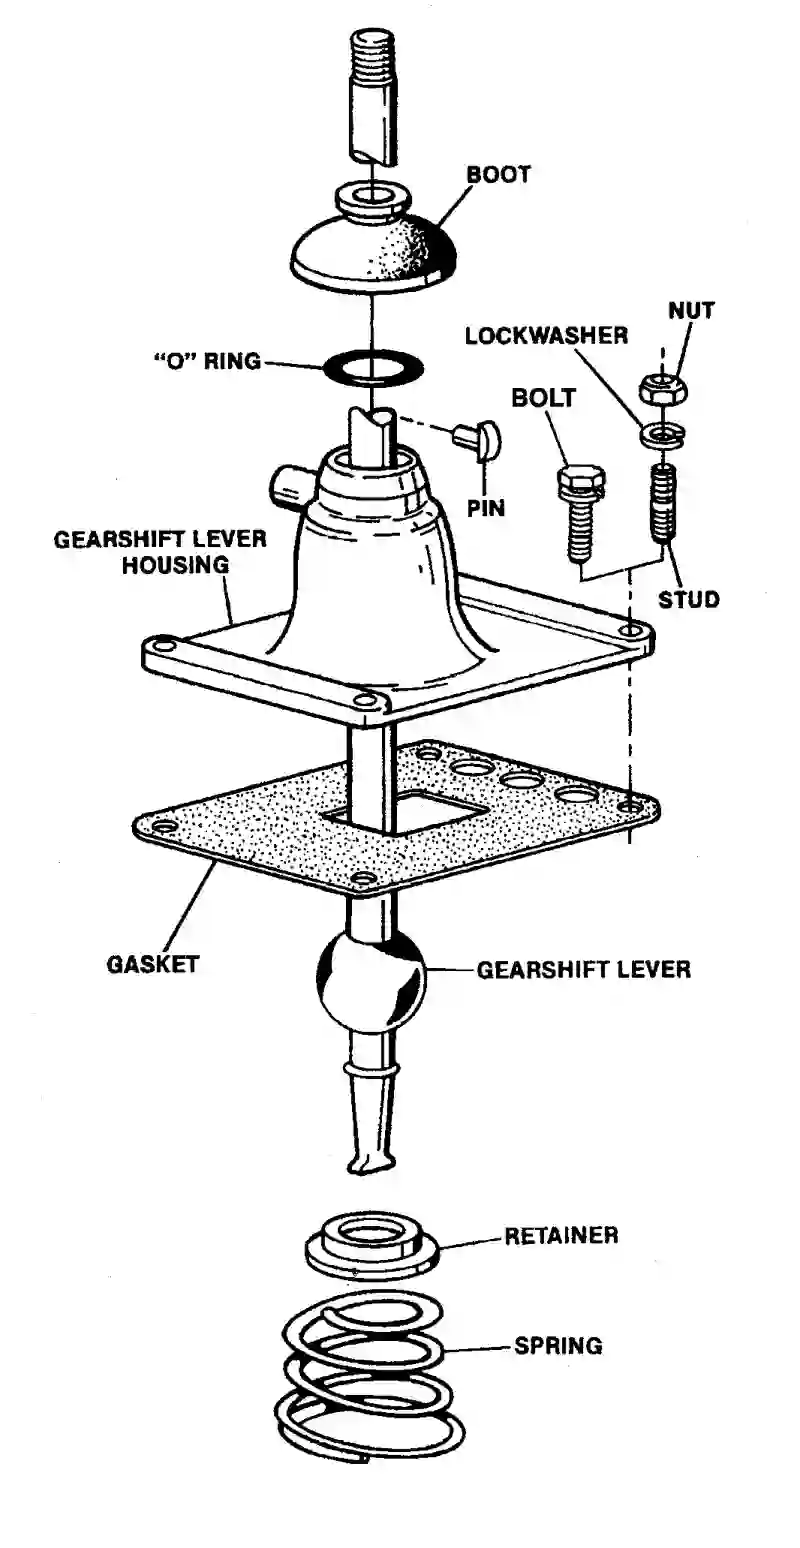 BOOT
NUT
LOCKWASHER
“O” RING
BOLT
PIN
GEARSHIFT LEVER
HOUSING
STUD
GASKET
GEARSHIFT LEVER
RETAINER
SPRING